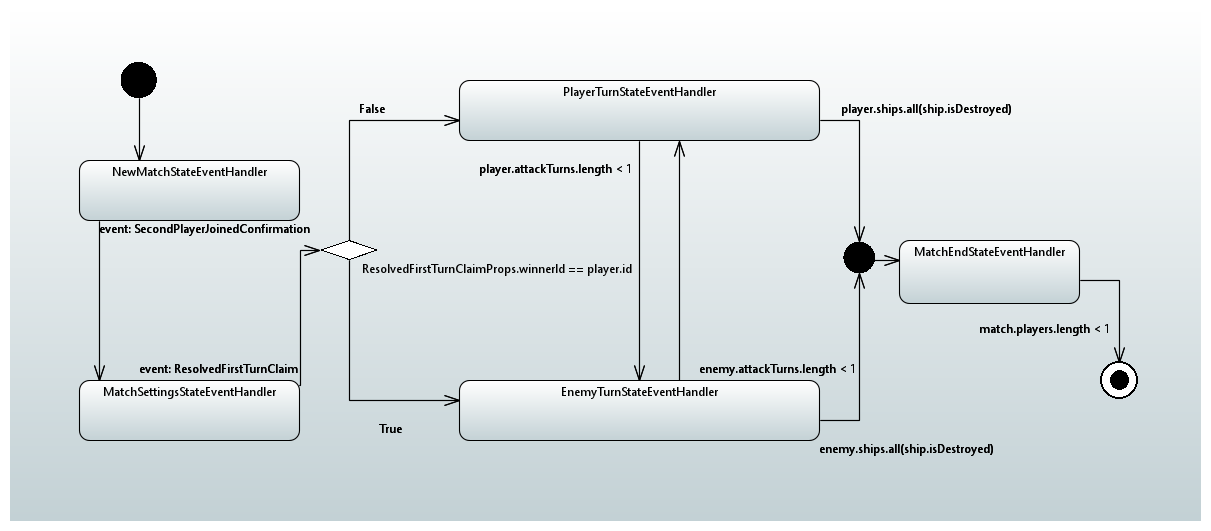 False
PlayerTurnStateEventHandler
player.ships.all(ship.isDestroyed)
NewMatchStateEventHandler
player.attackTurns.length < 1
event: SecondPlayerJoinedConfirmation
ResolvedFirstTurnClaimProps.winnerId == player.id
MatchEndStateEventHandler
match.players.length < 1
event: ResolvedFirstTurnClaim
enemy.attackTurns.length < 1
MatchSettingsStateEventHandler
EnemyTurnStateEventHandler
True
enemy.ships.all(ship.isDestroyed)